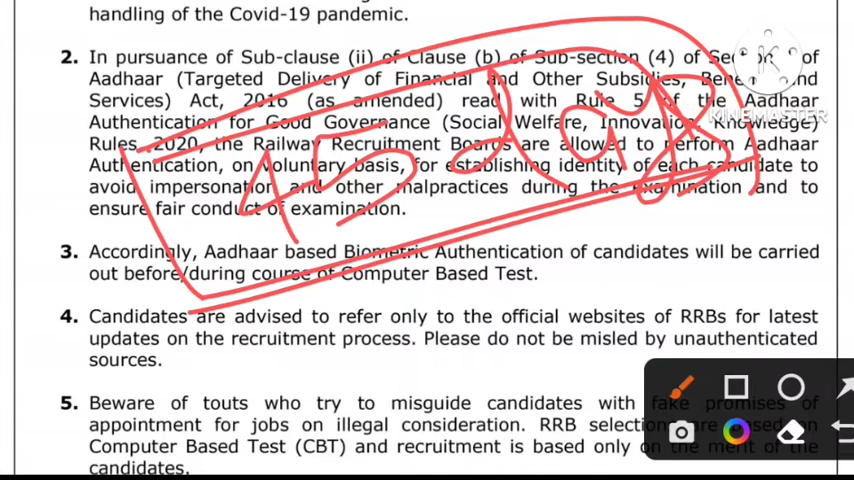 handling of the Covid-19 pandemic.
2. In pursuance of Sub-clause (ii) of Clause (b) of Sub-section (4) of of
Aadhaar (Targeted Delivery of Financial and Other Subsidies, and
Services) Act, 2016 (as amended) read with Rule 5 of the Aadhaar
Authentication for Good Governance (Social Welfare, Innovation, Knowledge)
Rules, 2020, the Railway Recruitment Boards are allowed to perform Aadhaar
Authentication, on voluntary basis, for establishing identity of each candidate to
avoid impersonation and other malpractices during the examination and to
ensure fair conduct of examination.
3. Accordingly, Aadhaar based Biometric Authentication of candidates will be carried
out before/during course of Computer Based Test.
4. Candidates are advised to refer only to the official websites of RRBs for latest
updates on the recruitment process. Please do not be misled by unauthenticated
sources.
5. Beware of touts who try to misguide candidates with fake promises of
appointment for jobs on illegal consideration. RRB selections are based on
Computer Based Test (CBT) and recruitment is based only on the merit of the
candidates.
45 days
KINEMASTER